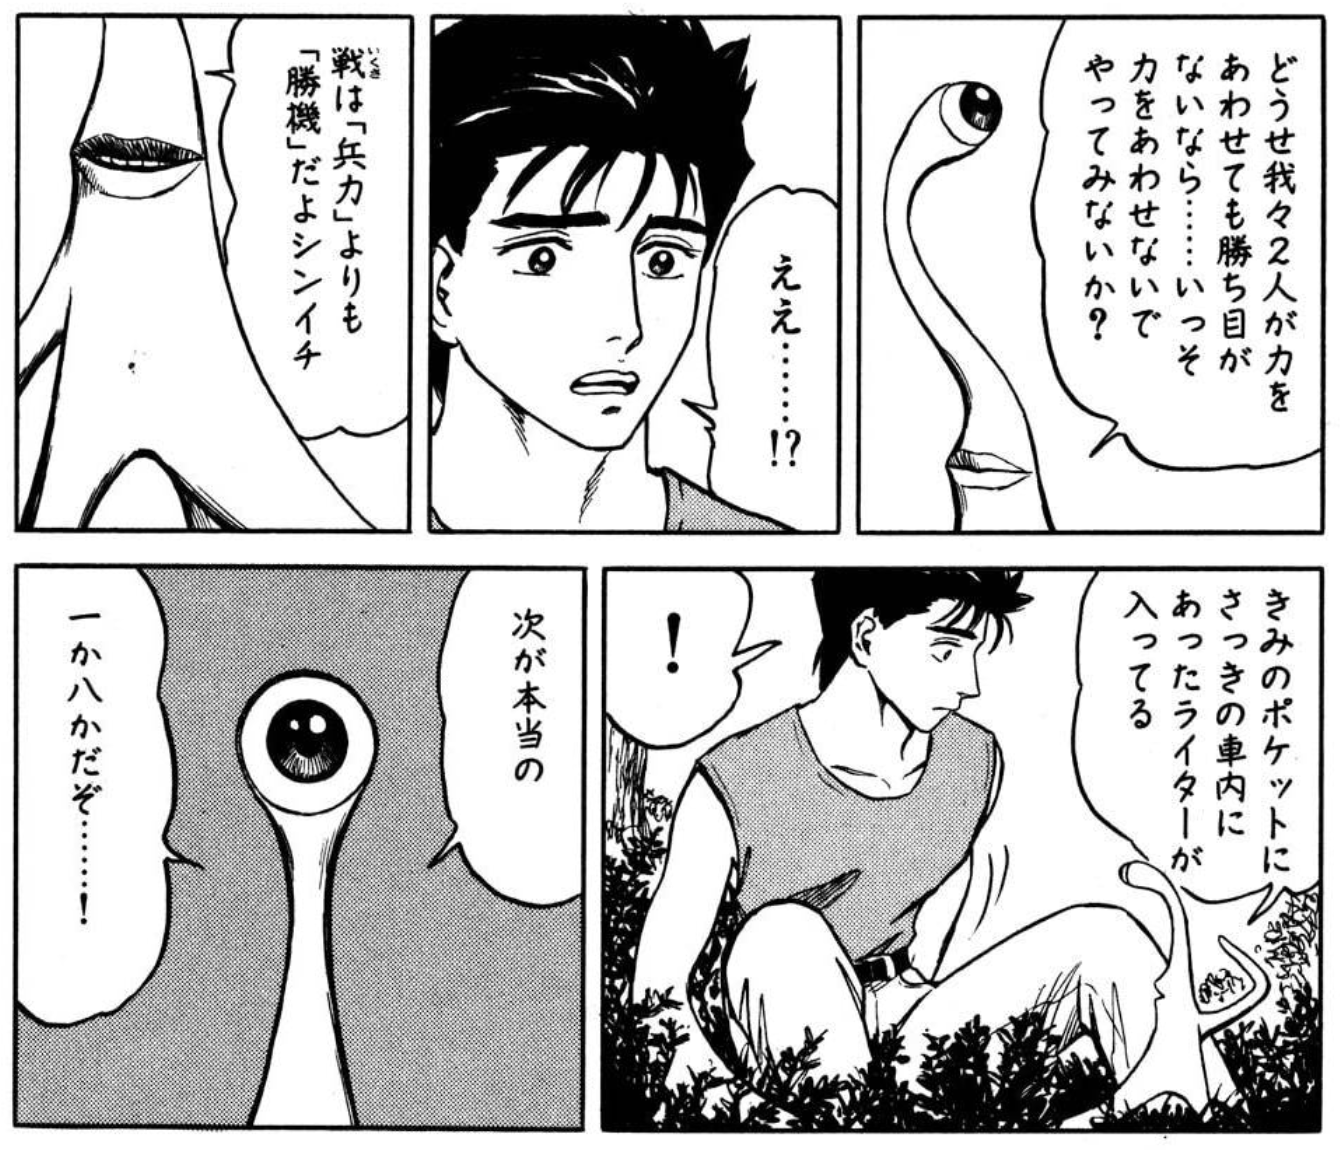 どうせ我々2人が力を
あわせても勝ち目が
ないなら……いっそ
力をあわせないで
やってみないか?
ええ……!?
戦は「兵力」よりも
いくさ
「勝機」だよシンイチ
きみのポケットに
さっきの車内に
あったライターが
入ってる
!
次が本当の
一か八かだぞ……!